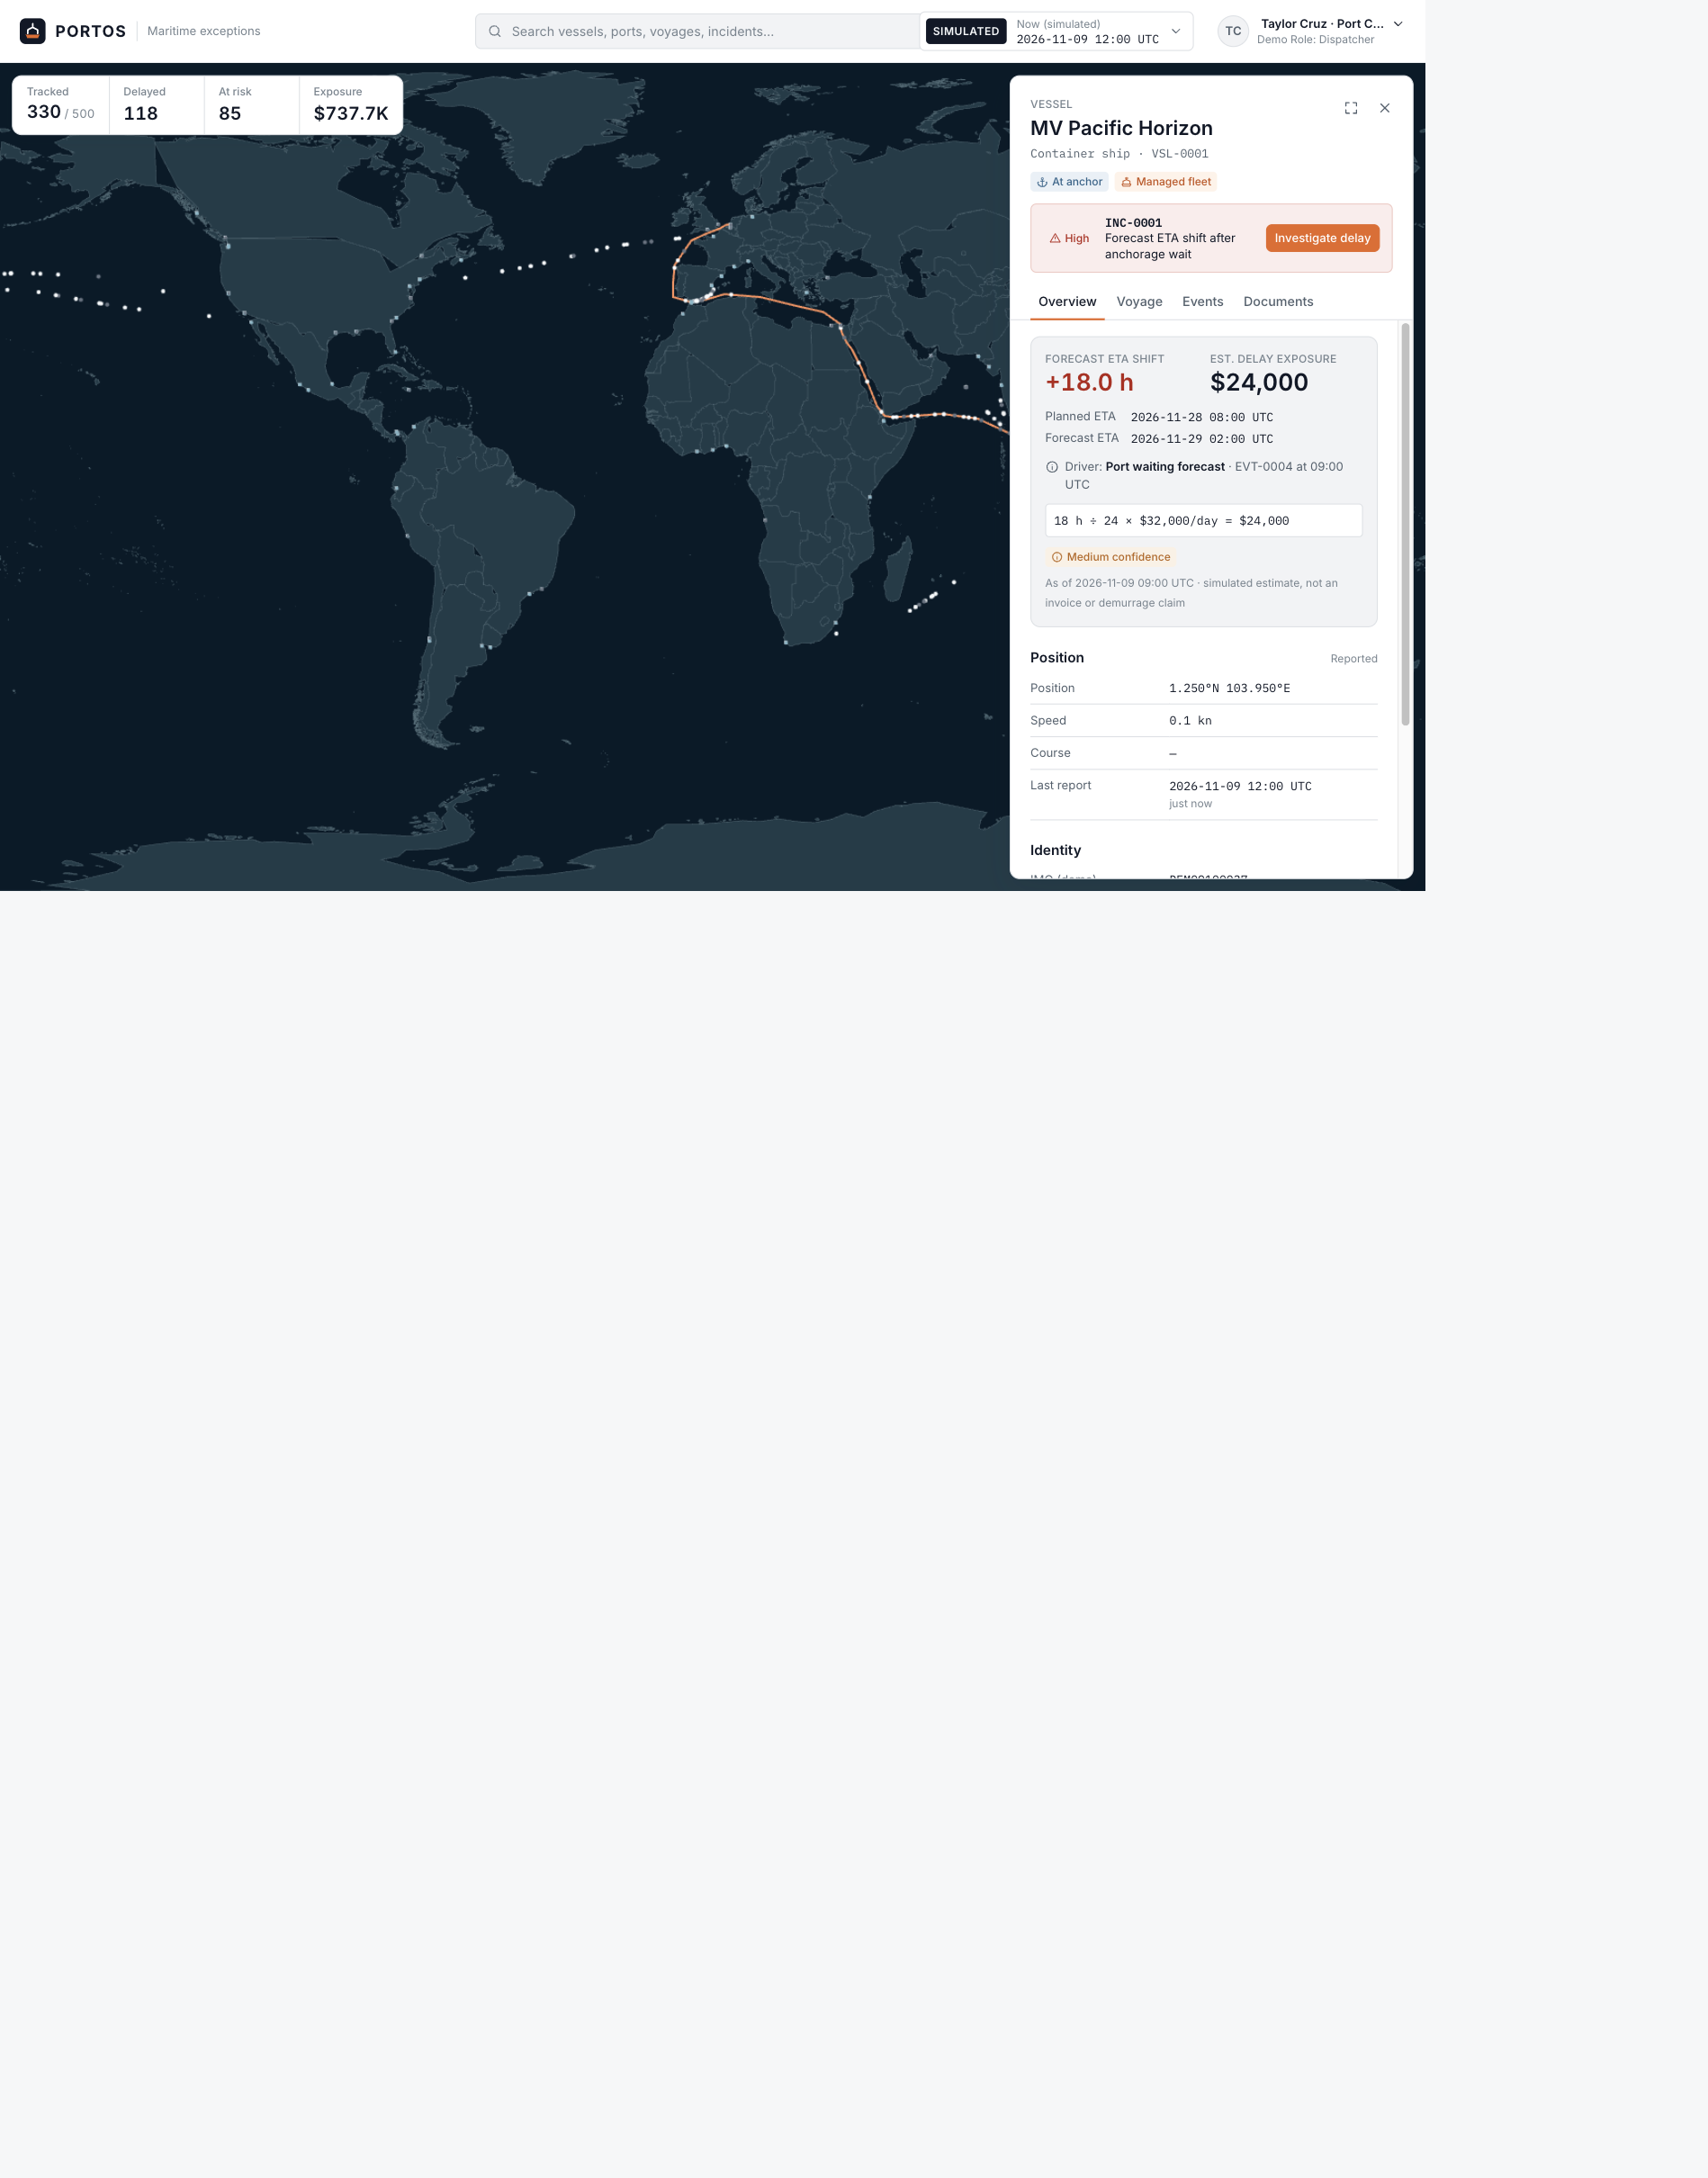 PORTOS
Maritime exceptions
Search vessels, ports, voyages, incidents...
SIMULATED
Now (simulated)
2026-11-09 12:00 UTC
TC
Taylor Cruz · Port C...
Demo Role: Dispatcher
Tracked
330 / 500
Delayed
118
At risk
85
Exposure
$737.7K
VESSEL
MV Pacific Horizon
Container ship · VSL-0001
At anchor
Managed fleet
High
INC-0001
Forecast ETA shift after
anchorage wait
Investigate delay
Overview
Voyage
Events
Documents
FORECAST ETA SHIFT
+18.0 h
EST. DELAY EXPOSURE
$24,000
Planned ETA 2026-11-28 08:00 UTC
Forecast ETA 2026-11-29 02:00 UTC
Driver: Port waiting forecast · EVT-0004 at 09:00
UTC
18 h ÷ 24 × $32,000/day = $24,000
Medium confidence
As of 2026-11-09 09:00 UTC · simulated estimate, not an
invoice or demurrage claim
Position
Reported
Position 1.250°N 103.950°E
Speed 0.1 kn
Course —
Last report 2026-11-09 12:00 UTC
just now
Identity